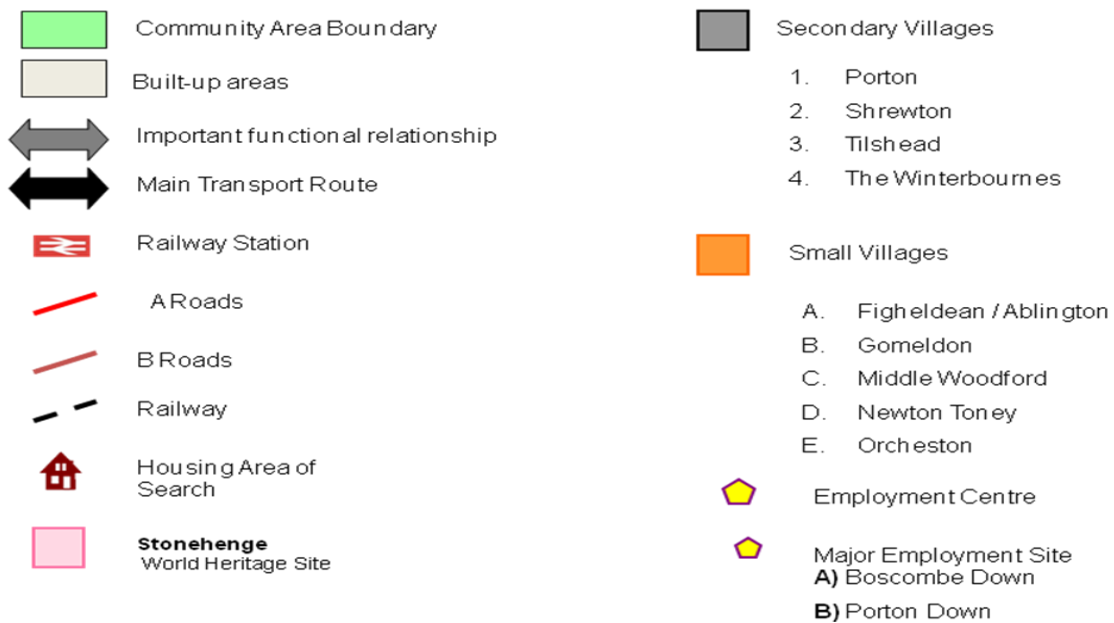 Community Area Boundary
Built-up areas
Important functional relationship
Main Transport Route
Railway Station
A Roads
B Roads
Railway
Housing Area of
Search
Stonehenge
World Heritage Site
Secondary Villages
1. Porton
2. Shrewton
3. Tilshead
4. The Winterbournes
Small Villages
A. Figheldean / Ablington
B. Gomeldon
C. Middle Woodford
D. Newton Toney
E. Orcheston
Employment Centre
Major Employment Site
A) Boscombe Down
B) Porton Down